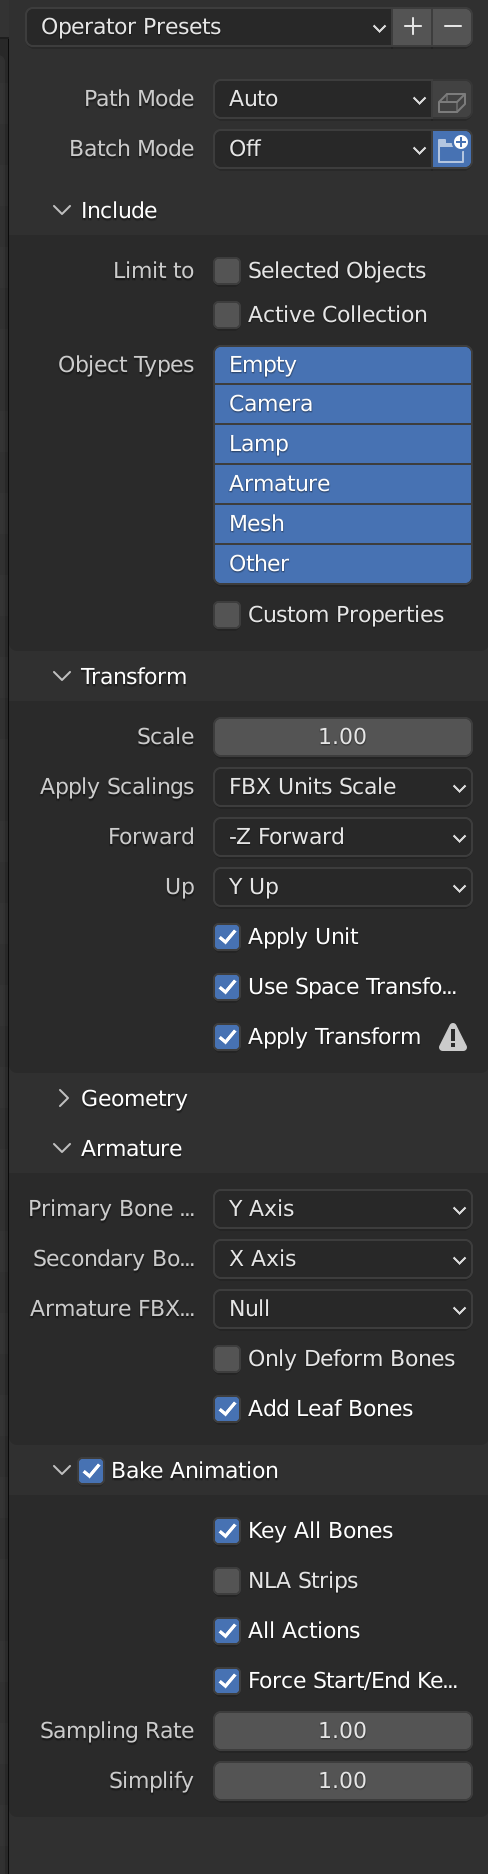 Operator Presets
Path Mode Auto
Batch Mode Off
Include
Limit to Selected Objects
Active Collection
Object Types Empty
Camera
Lamp
Armature
Mesh
Other
Custom Properties
Transform
Scale 1.00
Apply Scalings FBX Units Scale
Forward -Z Forward
Up Y Up
Apply Unit
Use Space Transfo...
Apply Transform
Geometry
Armature
Primary Bone ... Y Axis
Secondary Bo... X Axis
Armature FBX... Null
Only Deform Bones
Add Leaf Bones
Bake Animation
Key All Bones
NLA Strips
All Actions
Force Start/End Ke...
Sampling Rate 1.00
Simplify 1.00